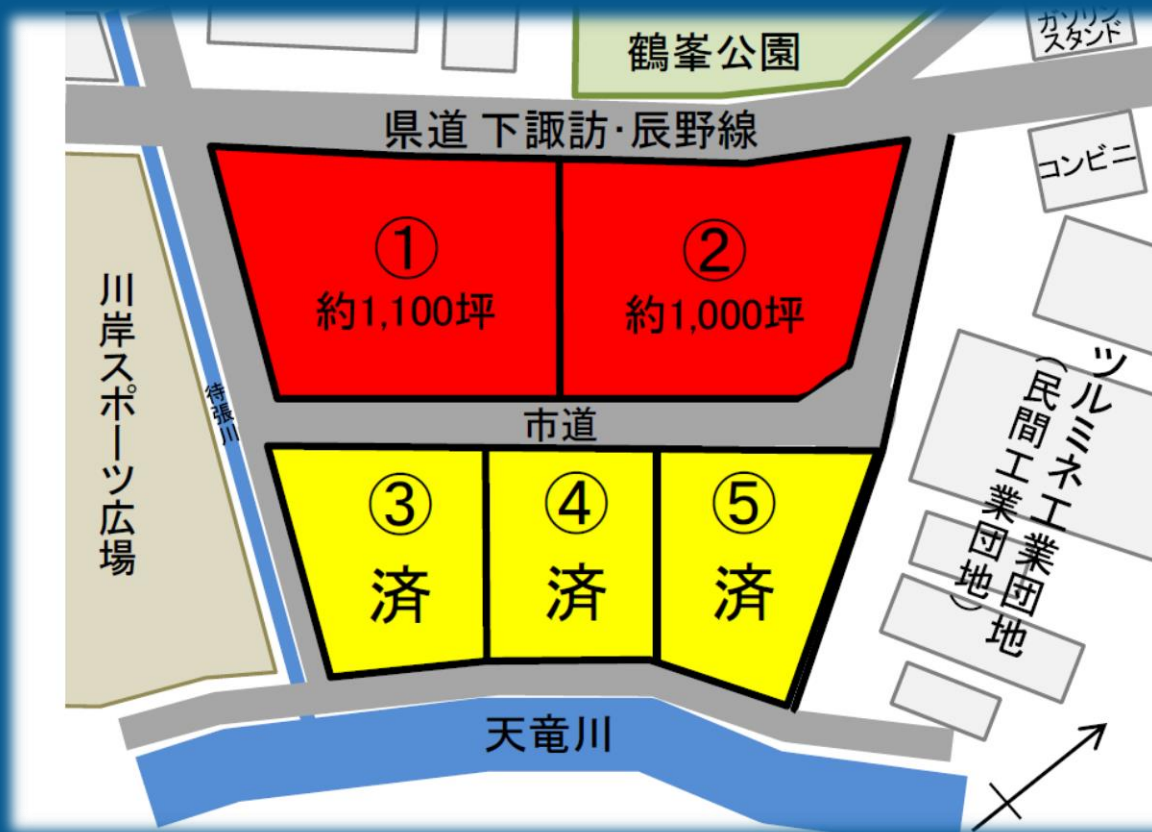 ガソリン
スタンド
鶴峯公園
県道 下諏訪・辰野線
コンビニ
①
約1,100坪
②
約1,000坪
川岸スポーツ広場
待張川
市道
ツルミネ工業団地
(民間工業団地)
③
済
④
済
⑤
済
天竜川